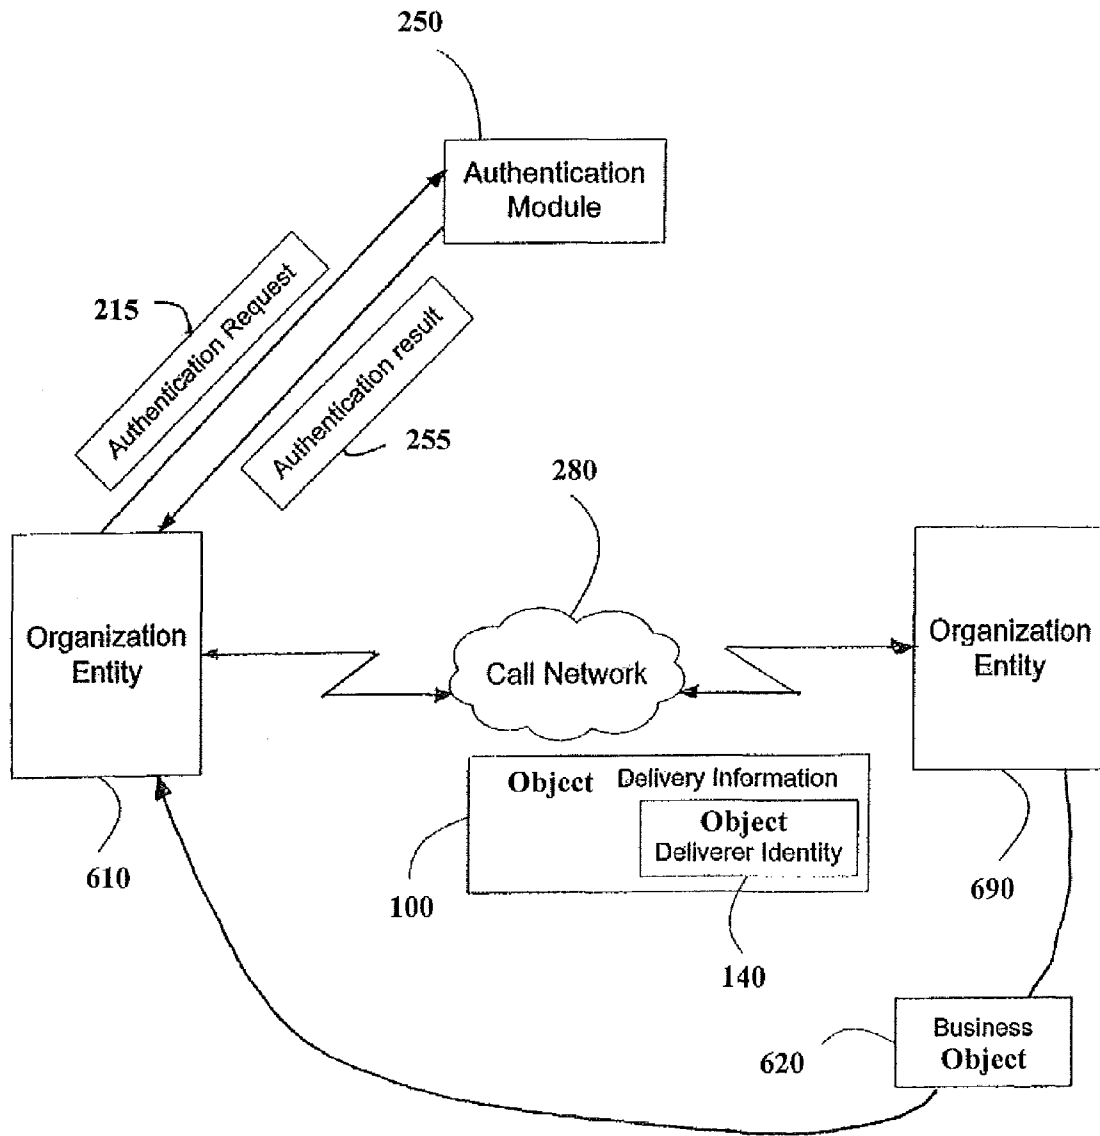 250
Authentication
Module
215
Authentication Request
Authentication result
255
280
Organization
Entity
Call Network
Organization
Entity
Object Delivery Information
Object
Deliverer Identity
610
100
690
140
620
Business
Object